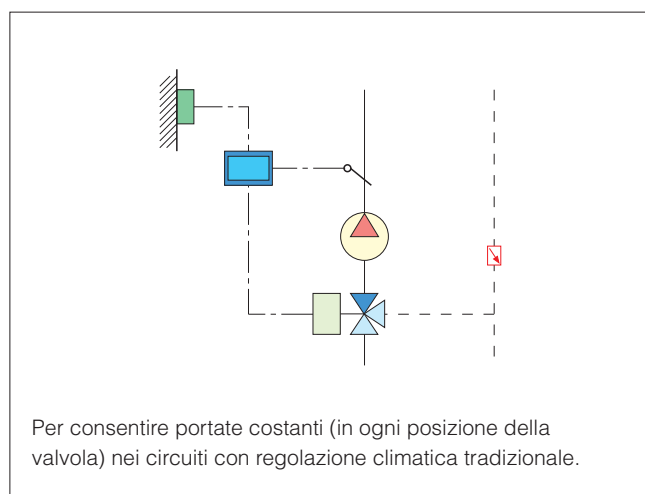 Per consentire portate costanti (in ogni posizione della
valvola) nei circuiti con regolazione climatica tradizionale.